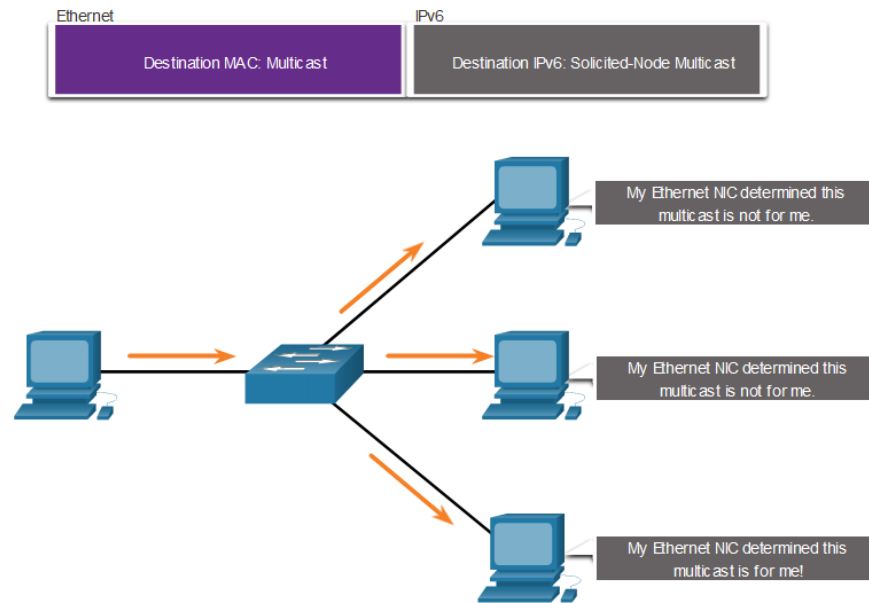 Ethernet
IPv6
Destination MAC: Multicast
Destination IPv6: Solicited-Node Multicast
My Ethernet NIC determined this
multicast is not for me.
My Ethernet NIC determined this
multicast is not for me.
My Ethernet NIC determined this
multicast is for me!